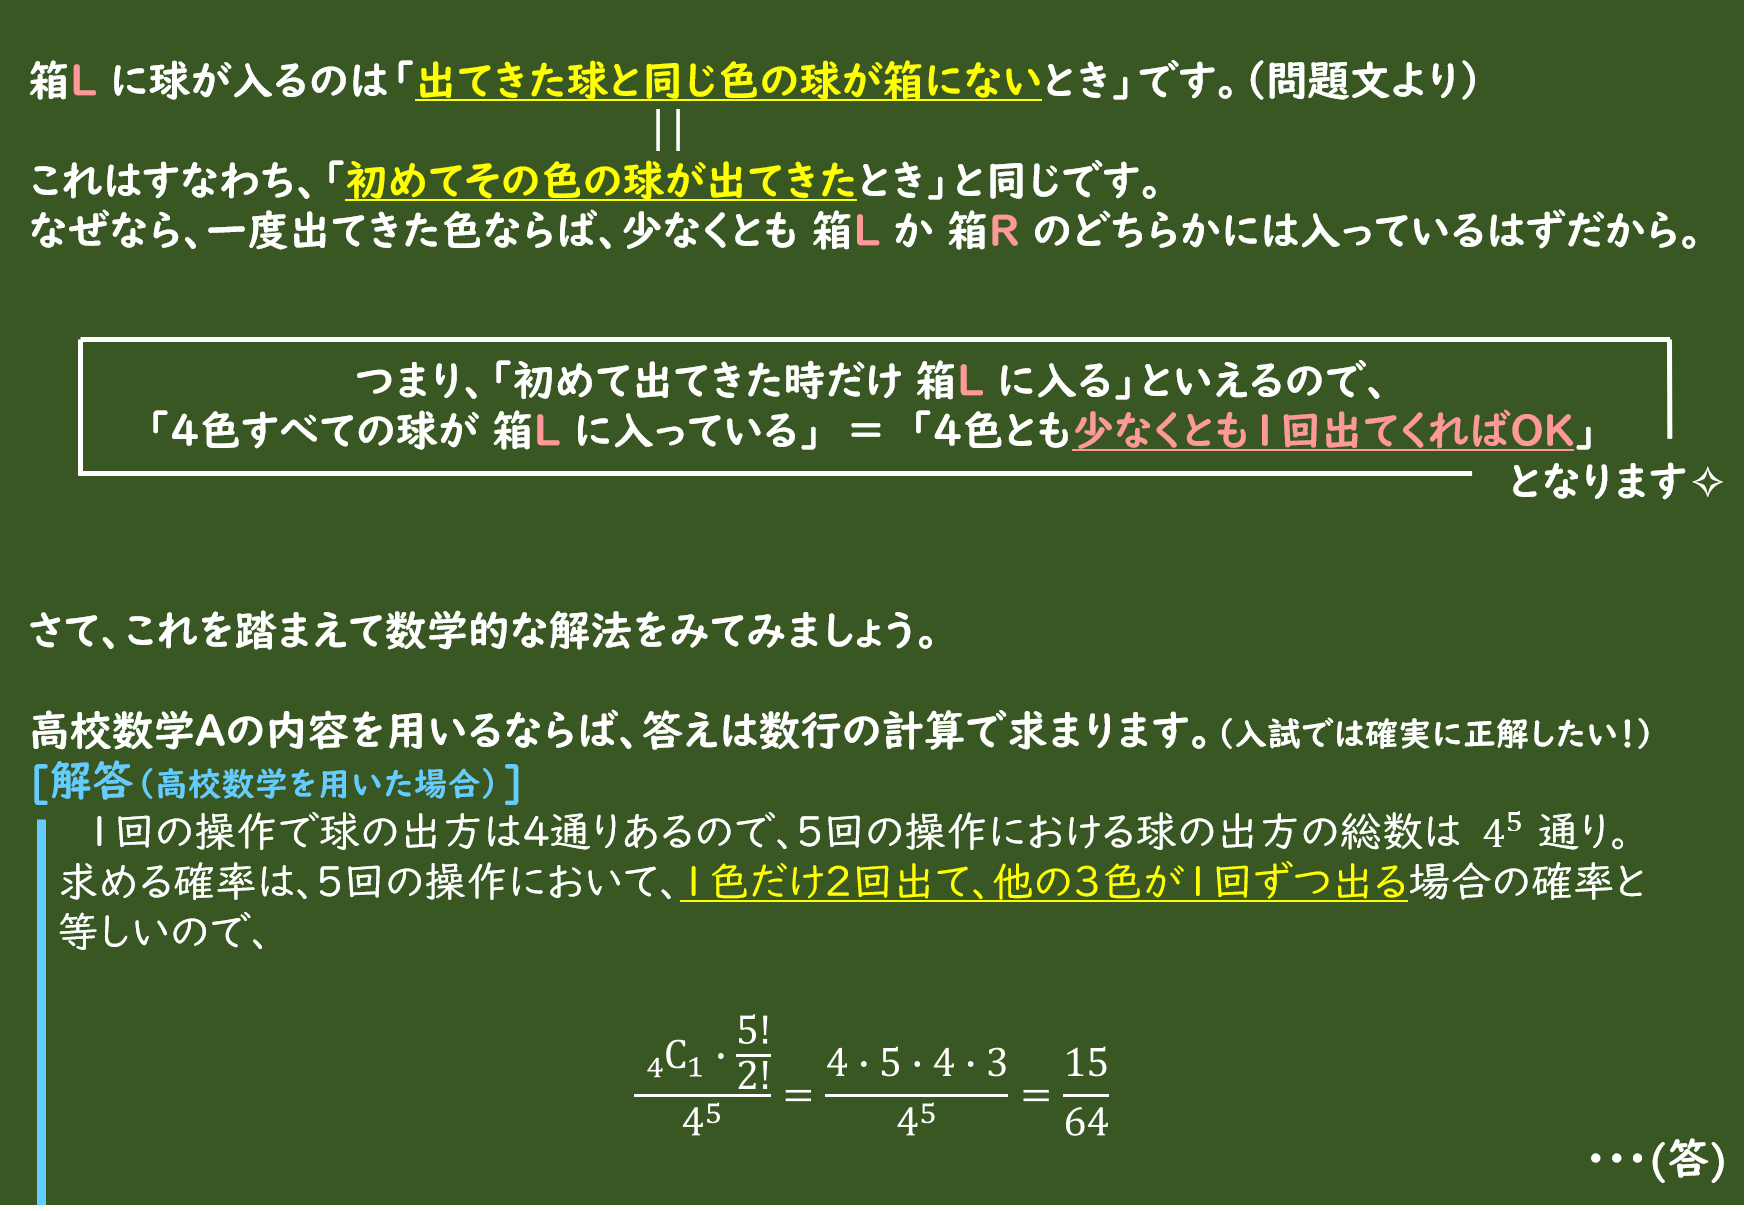 箱L に球が入るのは「出てきた球と同じ色の球が箱にないとき」です。（問題文より）
||
これはすなわち、「初めてその色の球が出てきたとき」と同じです。
なぜなら、一度出てきた色ならば、少なくとも 箱L か 箱R のどちらかには入っているはずだから。
つまり、「初めて出てきた時だけ 箱L に入る」といえるので、
「4色すべての球が 箱L に入っている」 ＝ 「4色とも少なくとも1回出てくればOK」
となります✧
さて、これを踏まえて数学的な解法をみてみましょう。
高校数学Aの内容を用いるならば、答えは数行の計算で求まります。（入試では確実に正解したい！）
[解答（高校数学を用いた場合）]
1回の操作で球の出方は4通りあるので、5回の操作における球の出方の総数は 4⁵ 通り。
求める確率は、5回の操作において、1色だけ2回出て、他の3色が1回ずつ出る場合の確率と
等しいので、
(₄C₁・5!/2!)/4⁵ = (4・5・4・3)/4⁵ = 15/64
・・・(答)